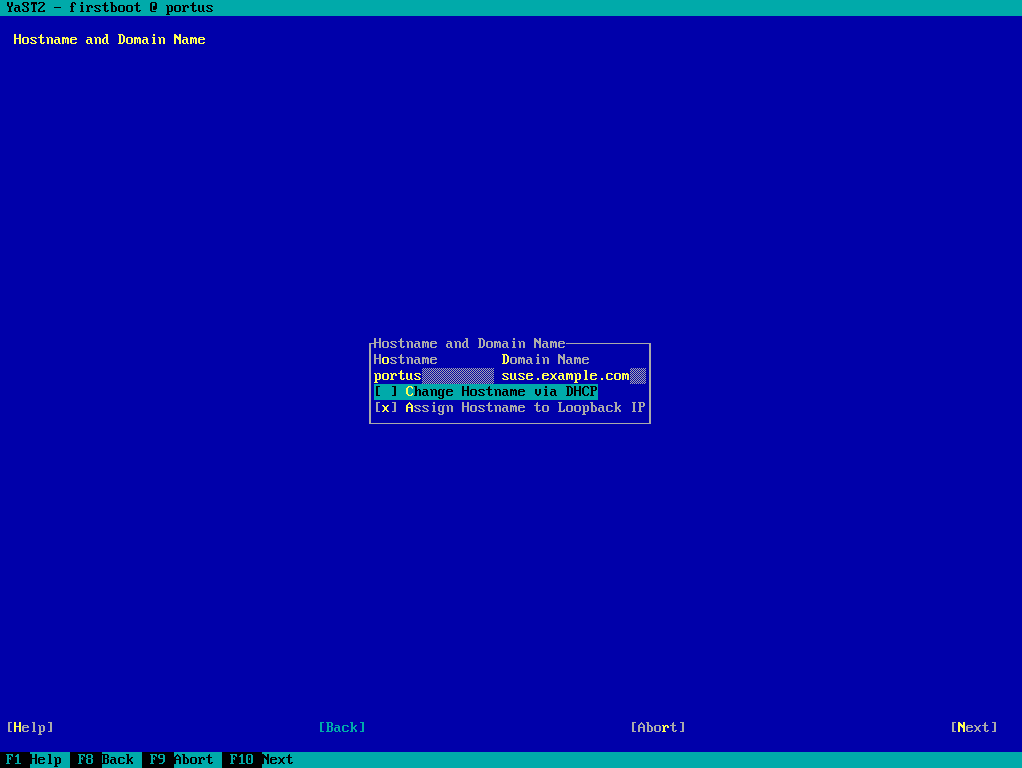 YaST2 - firstboot @ portus
Hostname and Domain Name
Hostname and Domain Name
Hostname Domain Name
portus suse.example.com
[ ] Change Hostname via DHCP
[x] Assign Hostname to Loopback IP
[Help] [Back] [Abort] [Next]
F1 Help F8 Back F9 Abort F10 Next